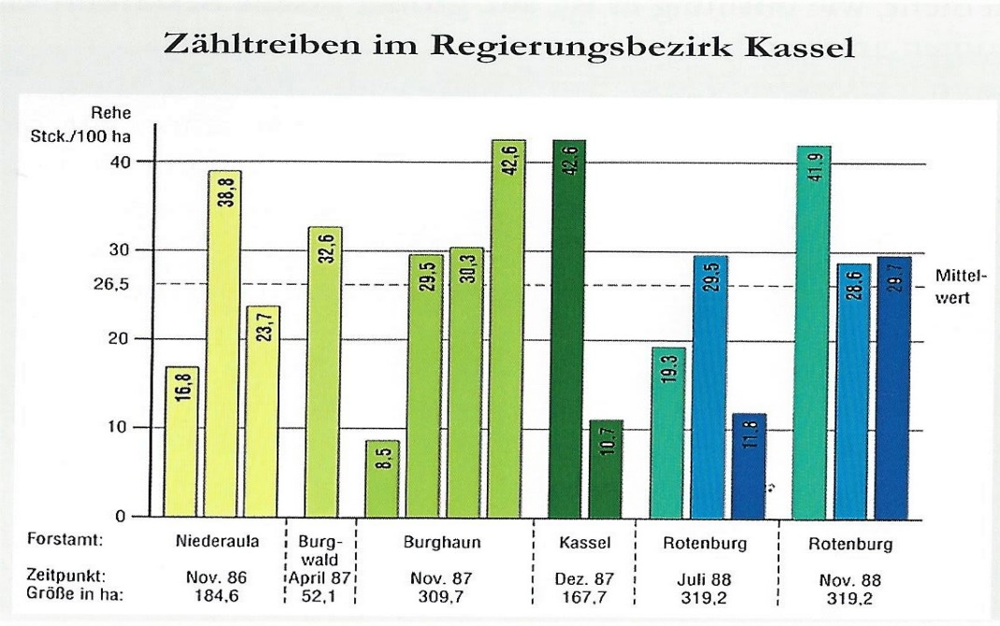 Zähltreiben im Regierungsbezirk Kassel
Rehe
Stck./100 ha
40
30
26,5
20
10
0
16,8
38,8
23,7
32,6
8,5
29,5
30,3
42,6
42.6
10.7
19.3
29.5
11.8
41.9
28.6
29.7
Mittel-
wert
Forstamt: Niederaula Burg- Burghaun Kassel Rotenburg Rotenburg
wald
Zeitpunkt: Nov. 86 April 87 Nov. 87 Dez. 87 Juli 88 Nov. 88
Größe in ha: 184,6 52,1 309,7 167,7 319,2 319.2